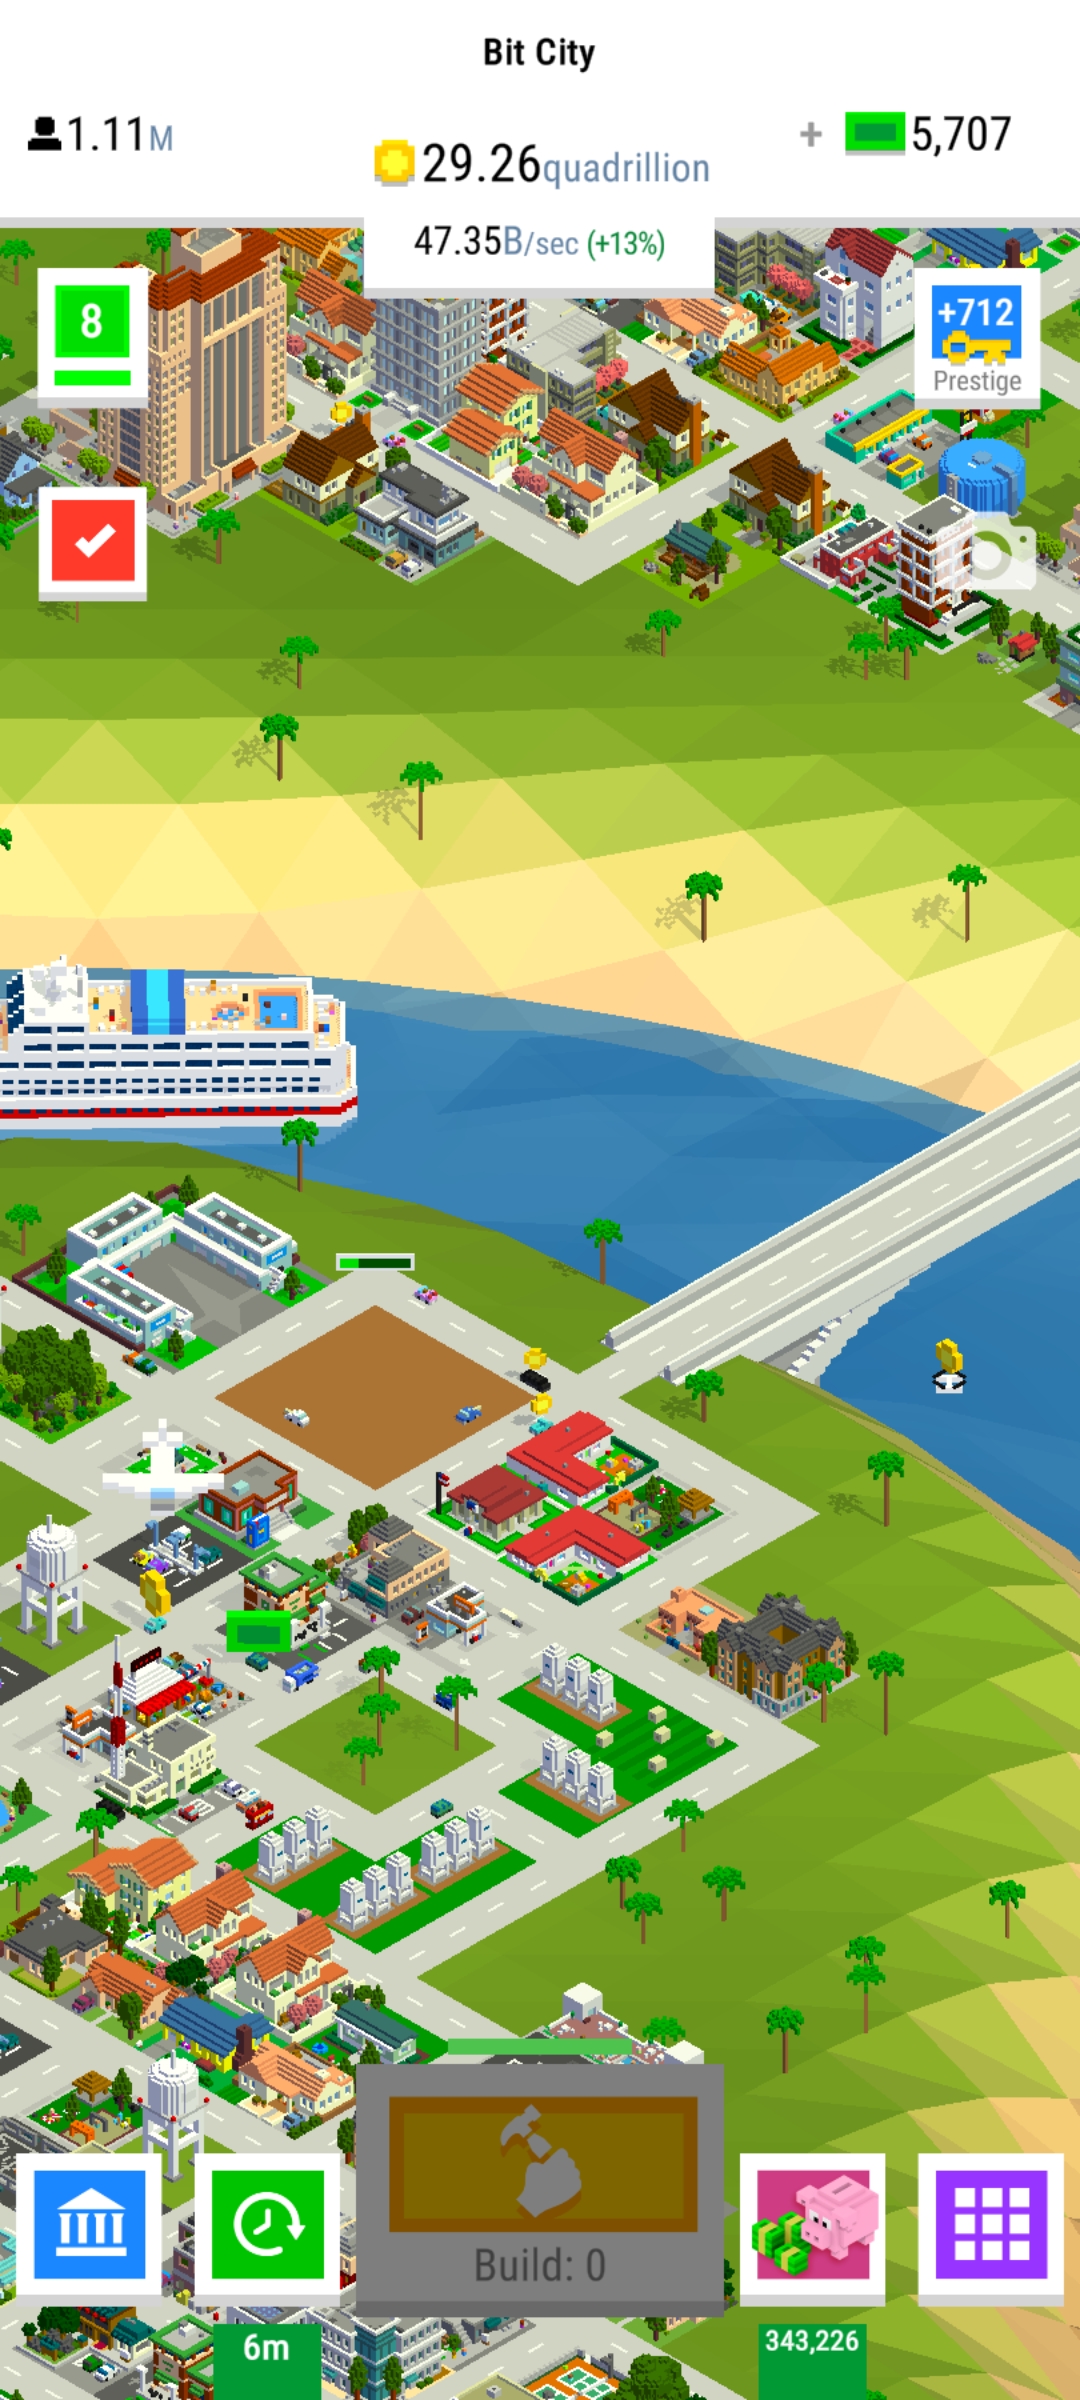 Bit City
1.11M
29.26quadrillion
+ 5,707
47.35B/sec (+13%)
8
+712
Prestige
Build: 0
6m
343,226